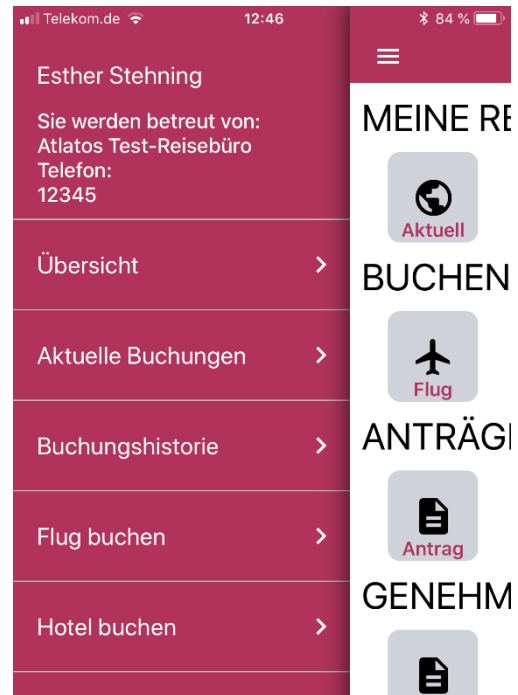 Telekom.de 12:46 84 %
Esther Stehning
Sie werden betreut von:
Atlatos Test-Reisebüro
Telefon:
12345
Übersicht
Aktuelle Buchungen
Buchungshistorie
Flug buchen
Hotel buchen
MEINE RE
Aktuell
BUCHEN
Flug
ANTRÄG
Antrag
GENEHM